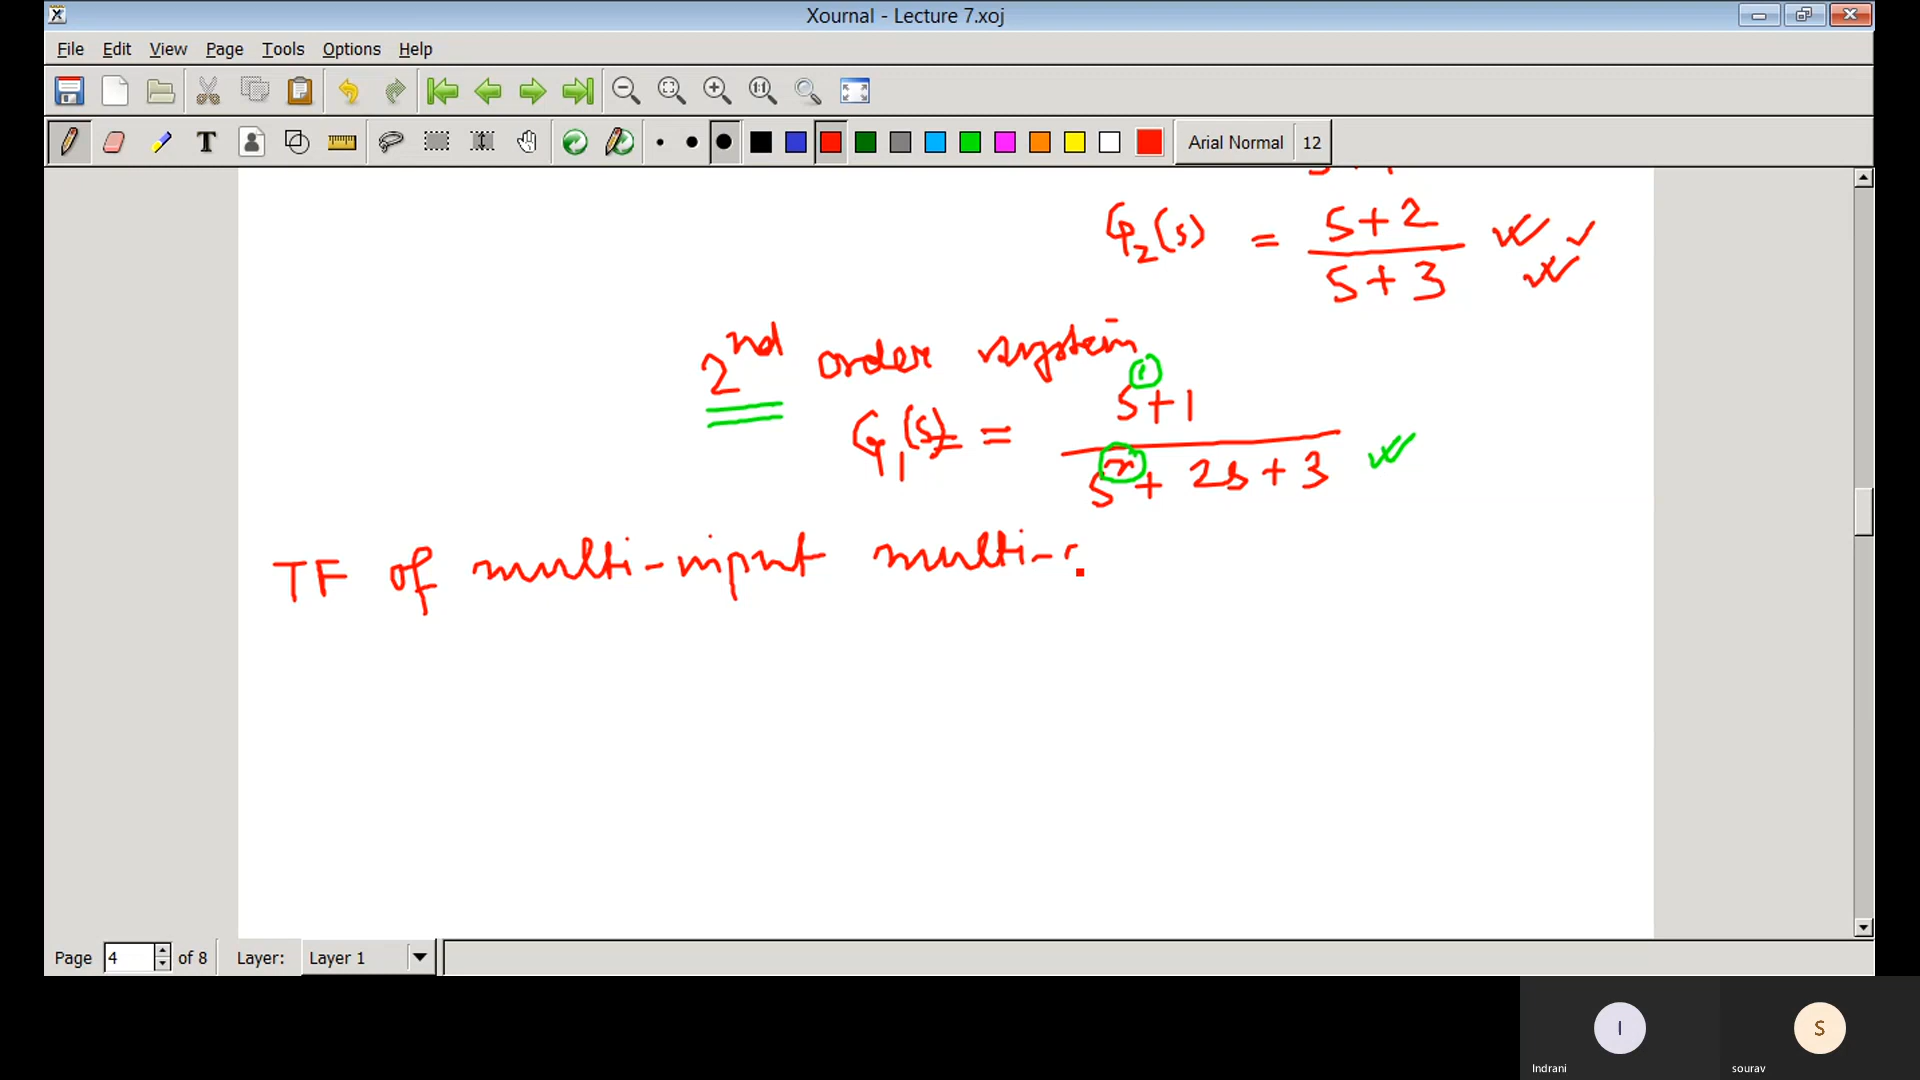 Xournal - Lecture 7.xoj
File Edit View Page Tools Options Help
Arial Normal 12
G₂(s) = (s+2)/(s+3)
2nd order system
G₁(s) = (s^1+1)/(s^2+2s+3)
TF of multi-input multi-
Page 4 of 8 Layer: Layer 1
I S
Indrani sourav